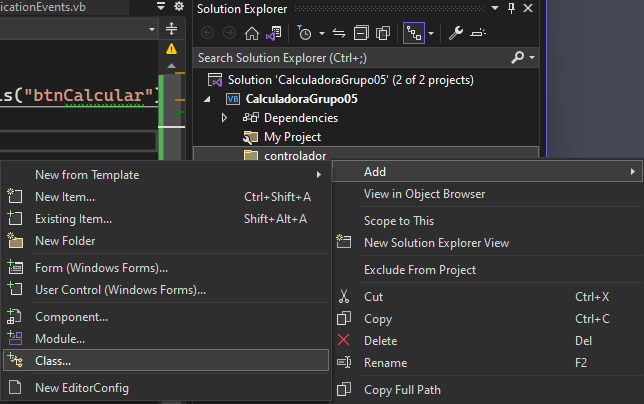 icationEvents.vb
s("btnCalcular")
Solution Explorer
Search Solution Explorer (Ctrl+;)
Solution 'CalculadoraGrupo05' (2 of 2 projects)
VB CalculadoraGrupo05
Dependencies
My Project
controlador
New from Template
New Item... Ctrl+Shift+A
Existing Item... Shift+Alt+A
New Folder
Form (Windows Forms)...
User Control (Windows Forms)...
Component...
Module...
Class...
New EditorConfig
Add
View in Object Browser
Scope to This
New Solution Explorer View
Exclude From Project
Cut Ctrl+X
Copy Ctrl+C
Delete Del
Rename F2
Copy Full Path